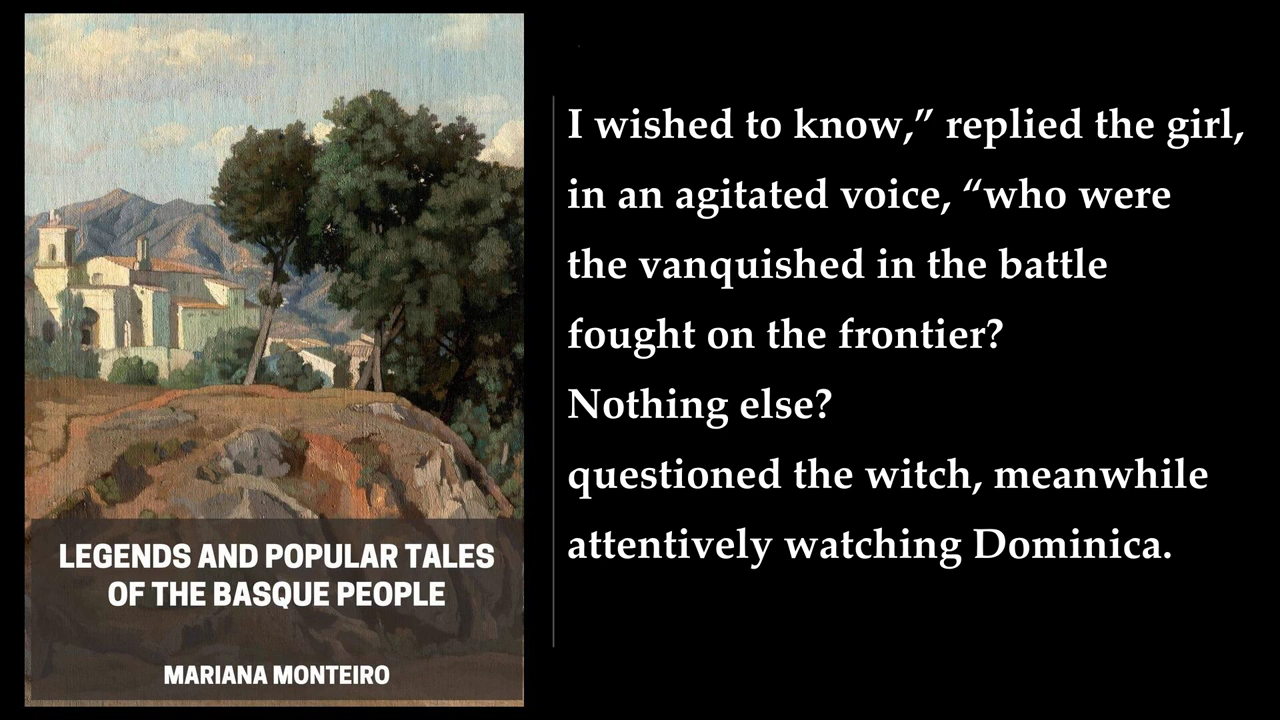 LEGENDS AND POPULAR TALES
OF THE BASQUE PEOPLE
MARIANA MONTEIRO
I wished to know,” replied the girl,
in an agitated voice, “who were
the vanquished in the battle
fought on the frontier?
Nothing else?
questioned the witch, meanwhile
attentively watching Dominica.